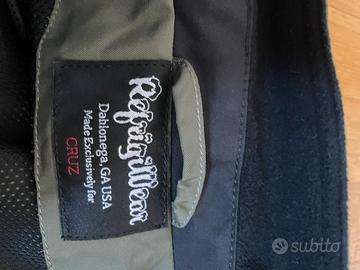 RefrigiWear
Dahlonega, GA USA
Made Exclusively for
CRUZ
subito